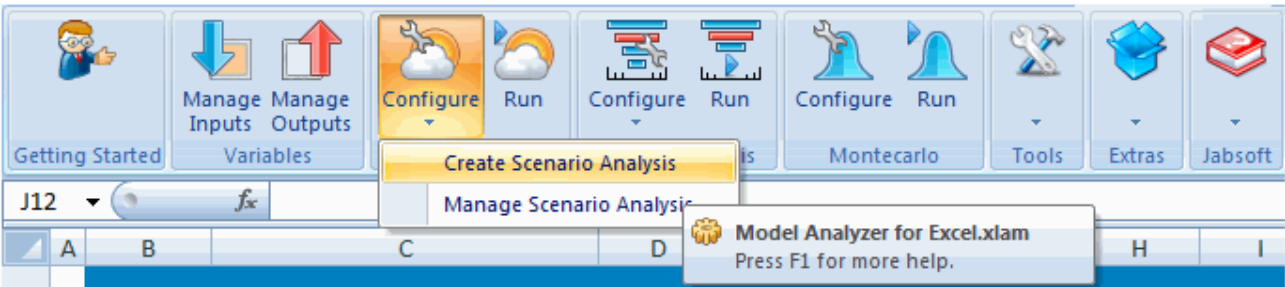 Manage Manage Configure Run Configure Run Configure Run
Inputs Outputs
Getting Started Variables is Montecarlo Tools Extras Jabsoft
Create Scenario Analysis
J12 fx Manage Scenario Analysis
Model Analyzer for Excel.xlam
A B C D H I
Press F1 for more help.